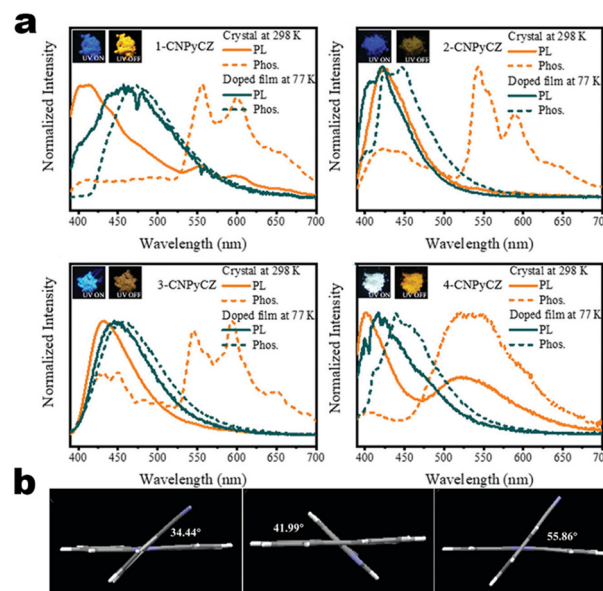 a
Normalized Intensity
UV ON
UV OFF
1-CNPyCZ
Crystal at 298 K
PL
Phos.
Doped film at 77 K
PL
Phos.
400 450 500 550 600 650 700
Wavelength (nm)
Normalized Intensity
UV ON
UV OFF
2-CNPyCZ
Crystal at 298 K
PL
Phos.
Doped film at 77 K
PL
Phos.
400 450 500 550 600 650 700
Wavelength (nm)
Normalized Intensity
UV ON
UV OFF
3-CNPyCZ
Crystal at 298 K
PL
Phos.
Doped film at 77 K
PL
Phos.
400 450 500 550 600 650 700
Wavelength (nm)
Normalized Intensity
UV ON
UV OFF
4-CNPyCZ
Crystal at 298 K
PL
Phos.
Doped film at 77 K
PL
Phos.
400 450 500 550 600 650 700
Wavelength (nm)
b
34.44°
41.99°
55.86°